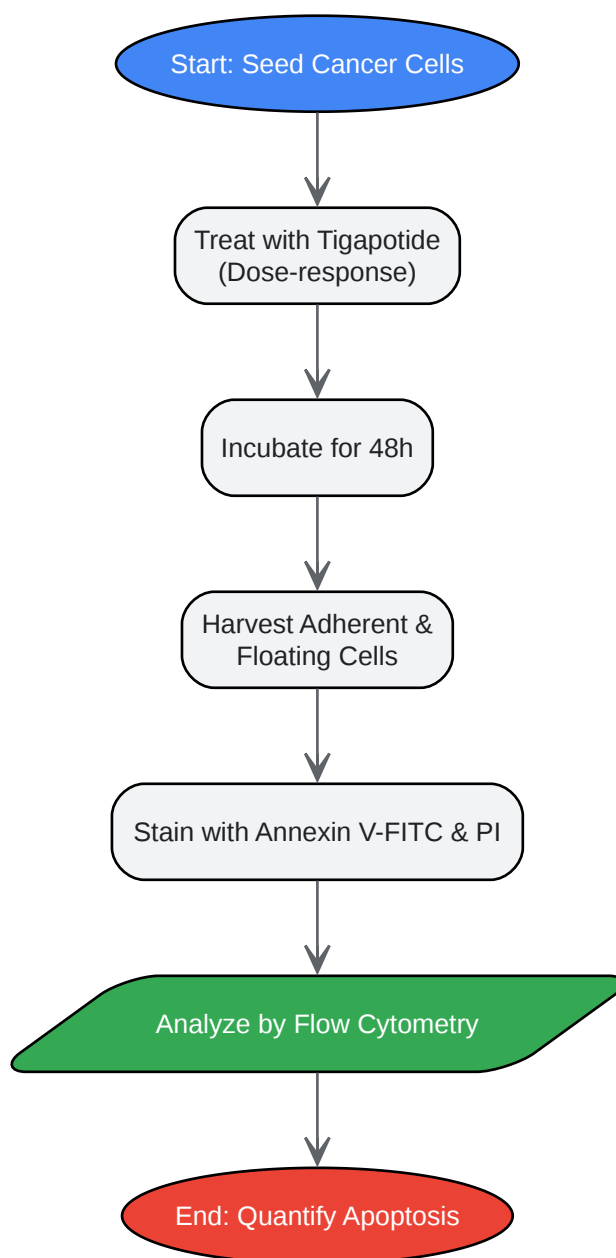 Start: Seed Cancer Cells
Treat with Tigapotide
(Dose-response)
Incubate for 48h
Harvest Adherent &
Floating Cells
Stain with Annexin V-FITC & PI
Analyze by Flow Cytometry
End: Quantify Apoptosis